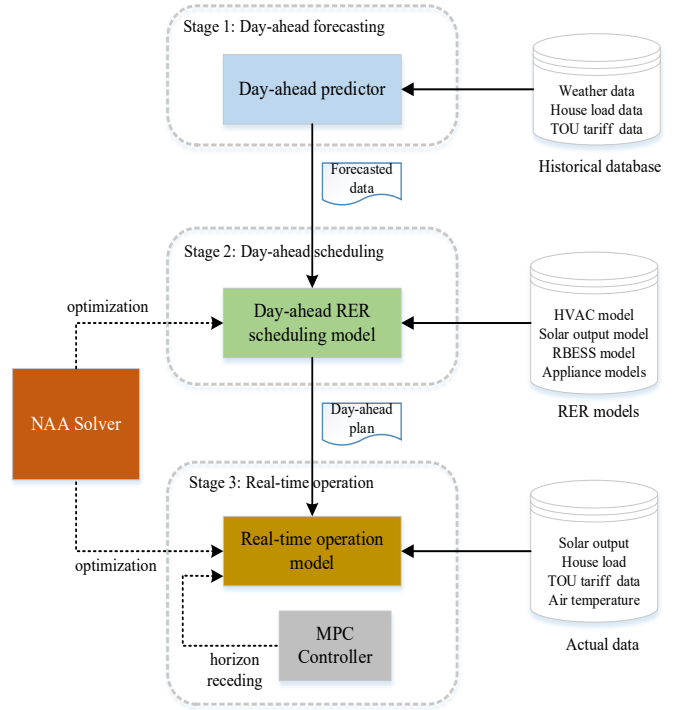 Stage 1: Day-ahead forecasting
Day-ahead predictor
Weather data
House load data
TOU tariff data
Historical database
Forecasted
data
Stage 2: Day-ahead scheduling
optimization
Day-ahead RER
scheduling model
HVAC model
Solar output model
RBESS model
Appliance models
RER models
NAA Solver
Day-ahead
plan
Stage 3: Real-time operation
Real-time operation
model
optimization
Solar output
House load
TOU tariff data
Air temperature
Actual data
MPC
Controller
horizon
receding